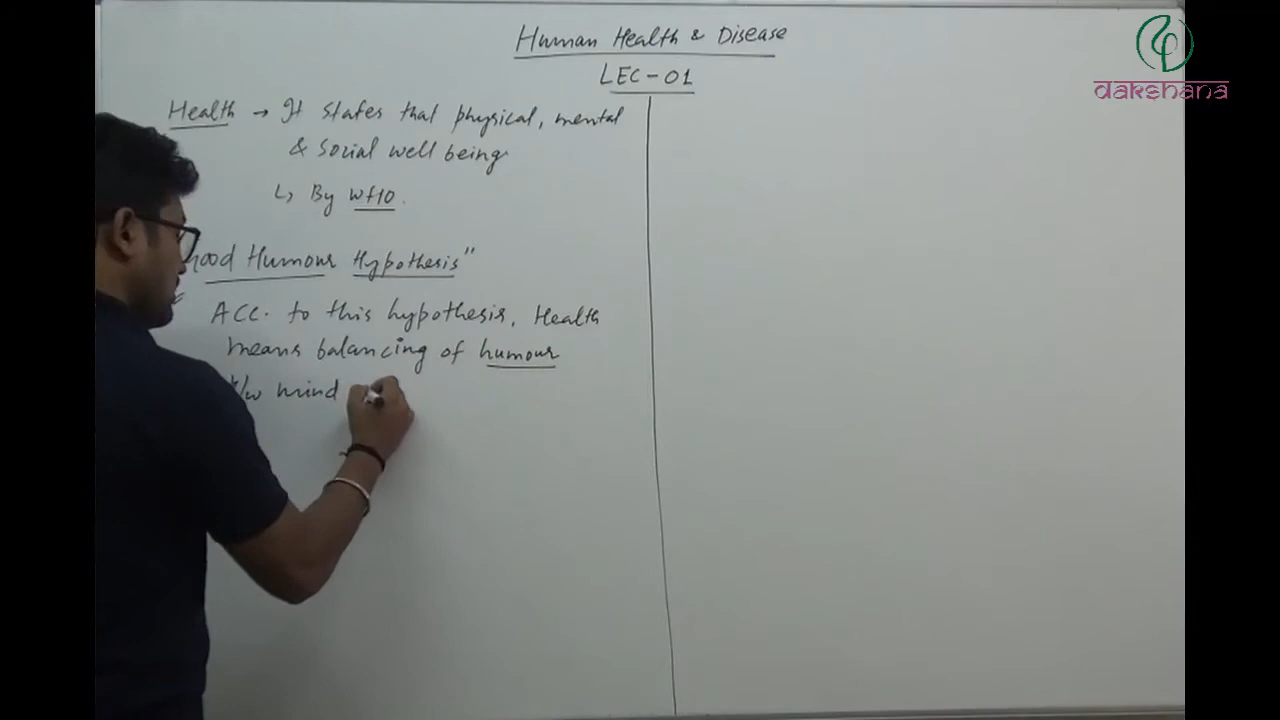 Human Health & Disease
LEC-01
dakshana
Health → It states that physical, mental
& Social well being
↳ By WHO.
Good Humour Hypothesis"
Acc. to this hypothesis, Health
means balancing of humour
b/w mind